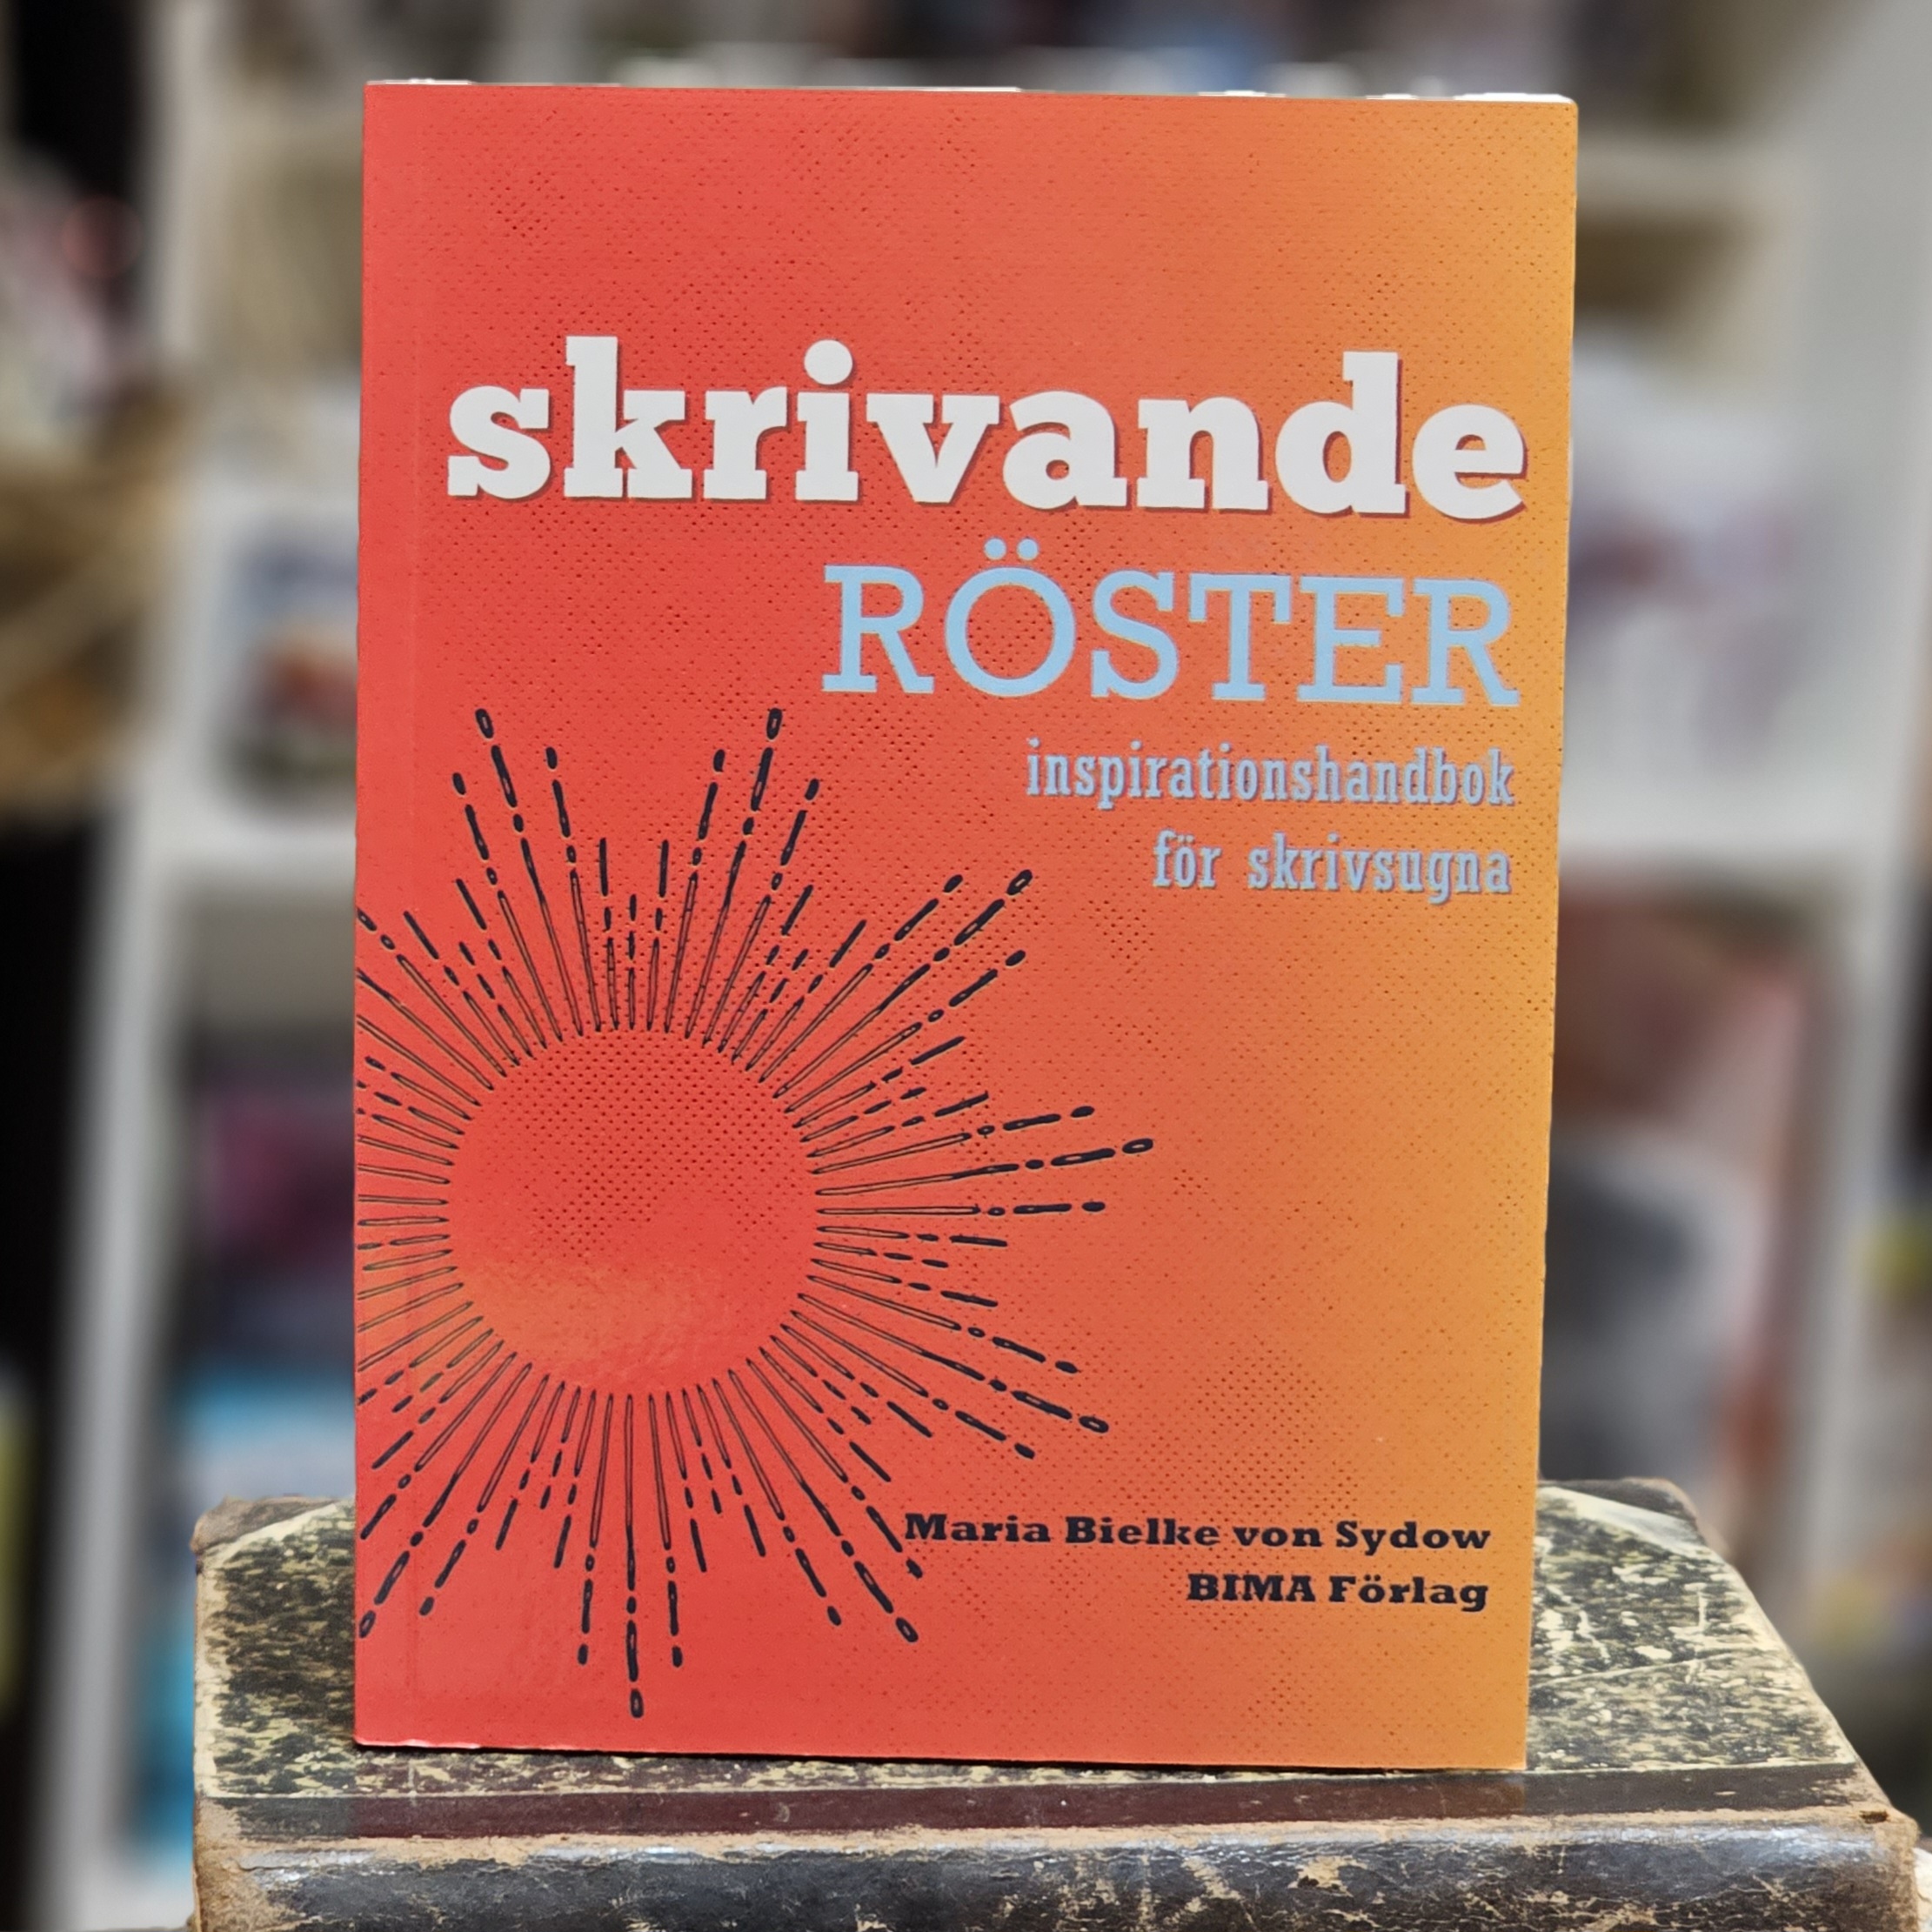 skrivande
RÖSTER
inspirationshandbok
för skrivsugna
Maria Bielke von Sydow
BIMA Förlag